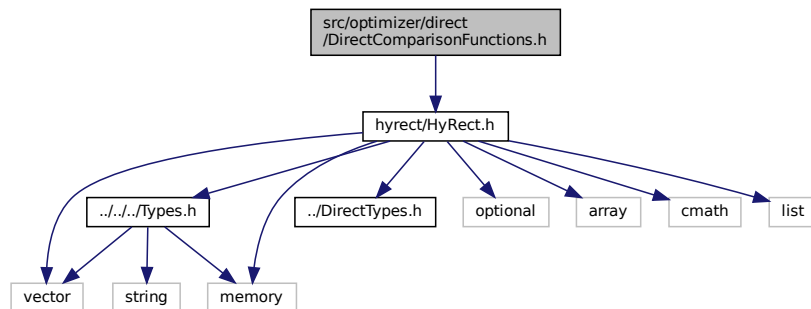 src/optimizer/direct
/DirectComparisonFunctions.h
hyrect/HyRect.h
../../../Types.h
../DirectTypes.h
optional
array
cmath
list
vector
string
memory